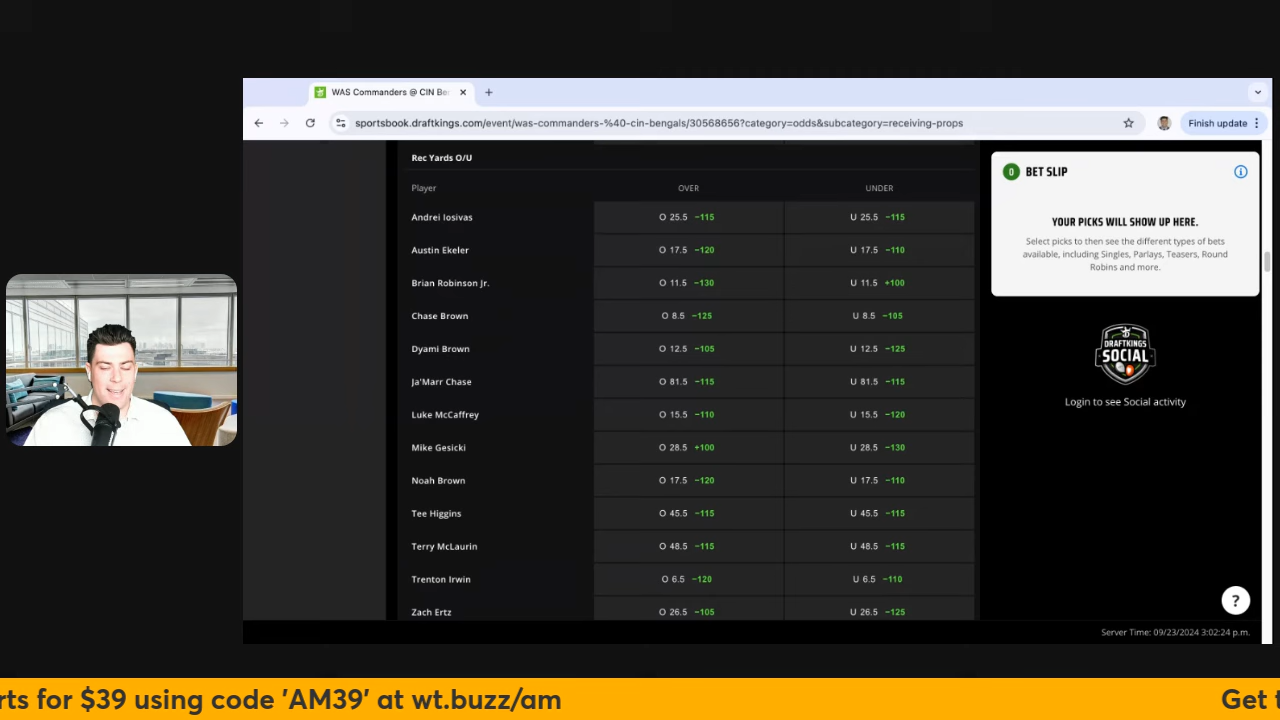 WAS Commanders @ CIN Be
sportsbook.draftkings.com/event/was-commanders-%40-cin-bengals/30568656?category=odds&subcategory=receiving-props
Finish update
Rec Yards O/U
Player OVER UNDER
Andrei Iosivas O 25.5 −115 U 25.5 −115
Austin Ekeler O 17.5 −120 U 17.5 −110
Brian Robinson Jr. O 11.5 −130 U 11.5 +100
Chase Brown O 8.5 −125 U 8.5 −105
Dyami Brown O 12.5 −105 U 12.5 −125
Ja'Marr Chase O 81.5 −115 U 81.5 −115
Luke McCaffrey O 15.5 −110 U 15.5 −120
Mike Gesicki O 28.5 +100 U 28.5 −130
Noah Brown O 17.5 −120 U 17.5 −110
Tee Higgins O 45.5 −115 U 45.5 −115
Terry McLaurin O 48.5 −115 U 48.5 −115
Trenton Irwin O 6.5 −120 U 6.5 −110
Zach Ertz O 26.5 −105 U 26.5 −125
0 BET SLIP
YOUR PICKS WILL SHOW UP HERE.
Select picks to then see the different types of bets
available, including Singles, Parlays, Teasers, Round
Robins and more.
DRAFTKINGS
SOCIAL
Login to see Social activity
?
Server Time: 09/23/2024 3:02:24 p.m.
rts for $39 using code 'AM39' at wt.buzz/am
Get t